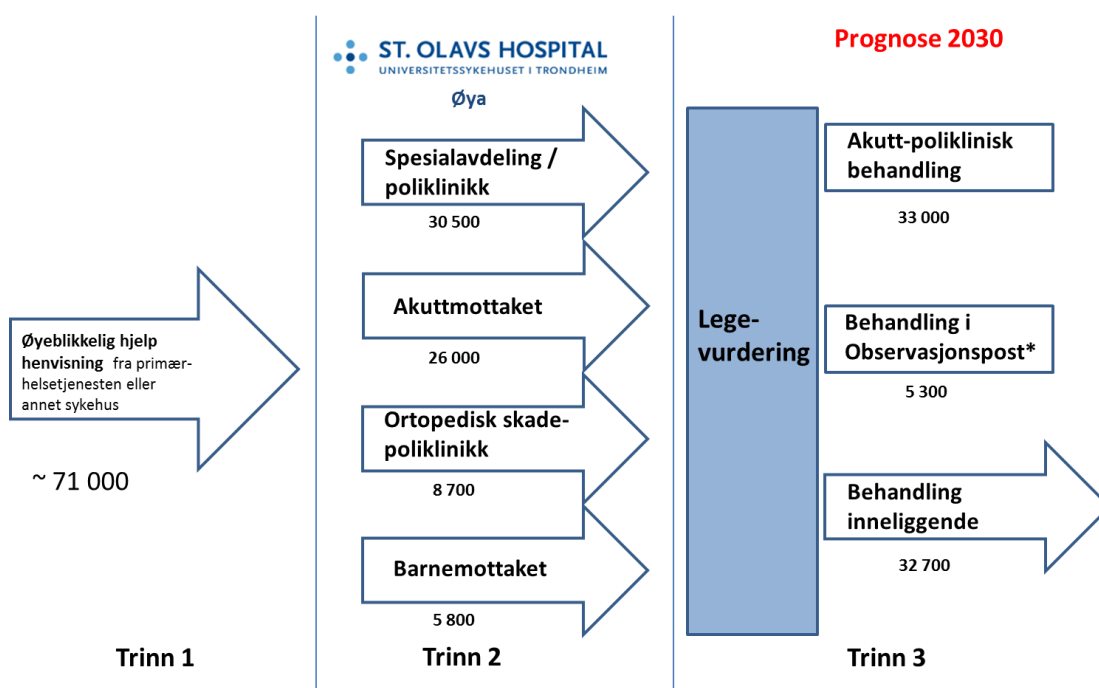 ST. OLAVS HOSPITAL
UNIVERSITETSSYKEHUSET I TRONDHEIM
Øya
Prognose 2030
Øyeblikkelig hjelp
henvisning fra primær-
helsetjenesten eller
annet sykehus
~ 71 000
Trinn 1
Spesialavdeling /
poliklinikk
30 500
Akuttmottaket
26 000
Ortopedisk skade-
poliklinikk
8 700
Barnemottaket
5 800
Trinn 2
Lege-
vurdering
Akutt-poliklinisk
behandling
33 000
Behandling i
Observasjonspost*
5 300
Behandling
inneliggende
32 700
Trinn 3